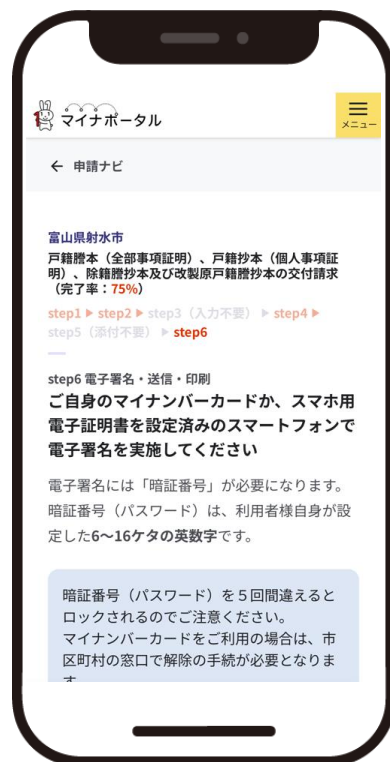 マイナポータル
メニュー
← 申請ナビ
富山県射水市
戸籍謄本（全部事項証明）、戸籍抄本（個人事項証
明）、除籍謄抄本及び改製原戸籍謄抄本の交付請求
（完了率：75%）
step1 ▶ step2 ▶ step3（入力不要） ▶ step4 ▶
step5（添付不要） ▶ step6
step6 電子署名・送信・印刷
ご自身のマイナンバーカードか、スマホ用
電子証明書を設定済みのスマートフォンで
電子署名を実施してください
電子署名には「暗証番号」が必要になります。
暗証番号（パスワード）は、利用者様自身が設
定した6〜16ケタの英数字です。
暗証番号（パスワード）を５回間違えると
ロックされるのでご注意ください。
マイナンバーカードをご利用の場合は、市
区町村の窓口で解除の手続が必要となりま
す